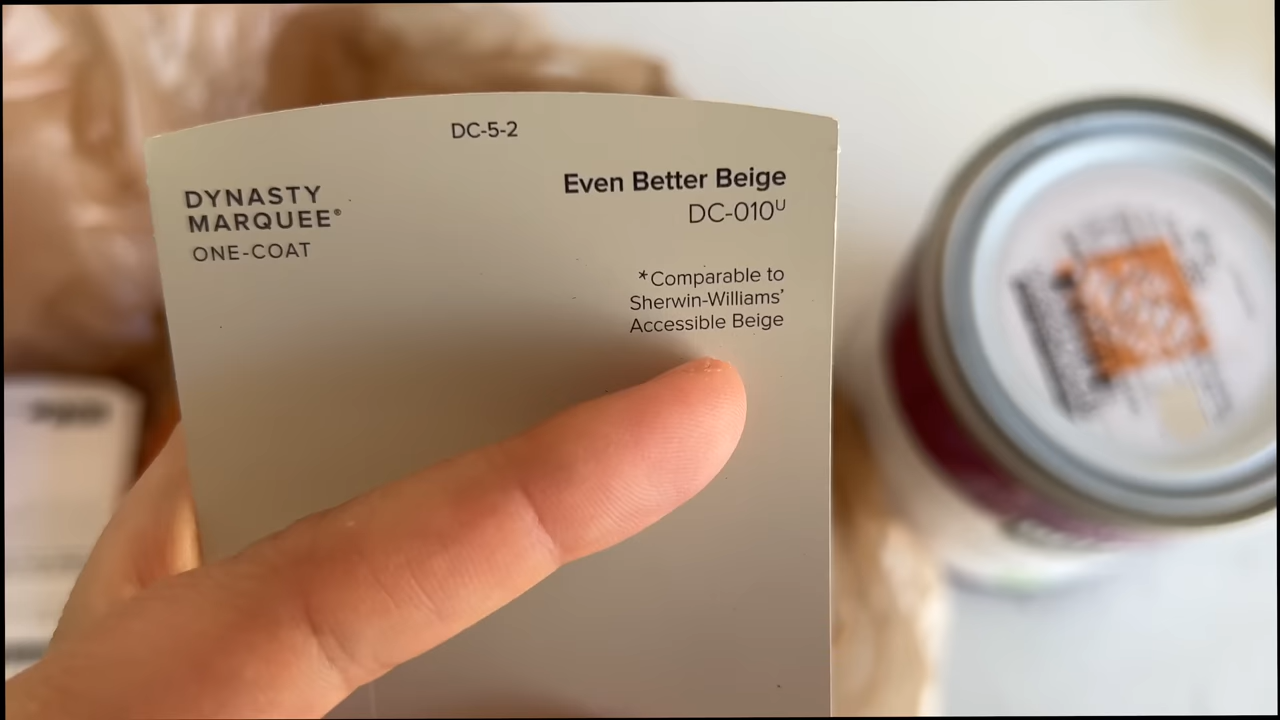 DC-5-2
DYNASTY
MARQUEE®
ONE-COAT
Even Better Beige
DC-010ᵁ
*Comparable to
Sherwin-Williams’
Accessible Beige